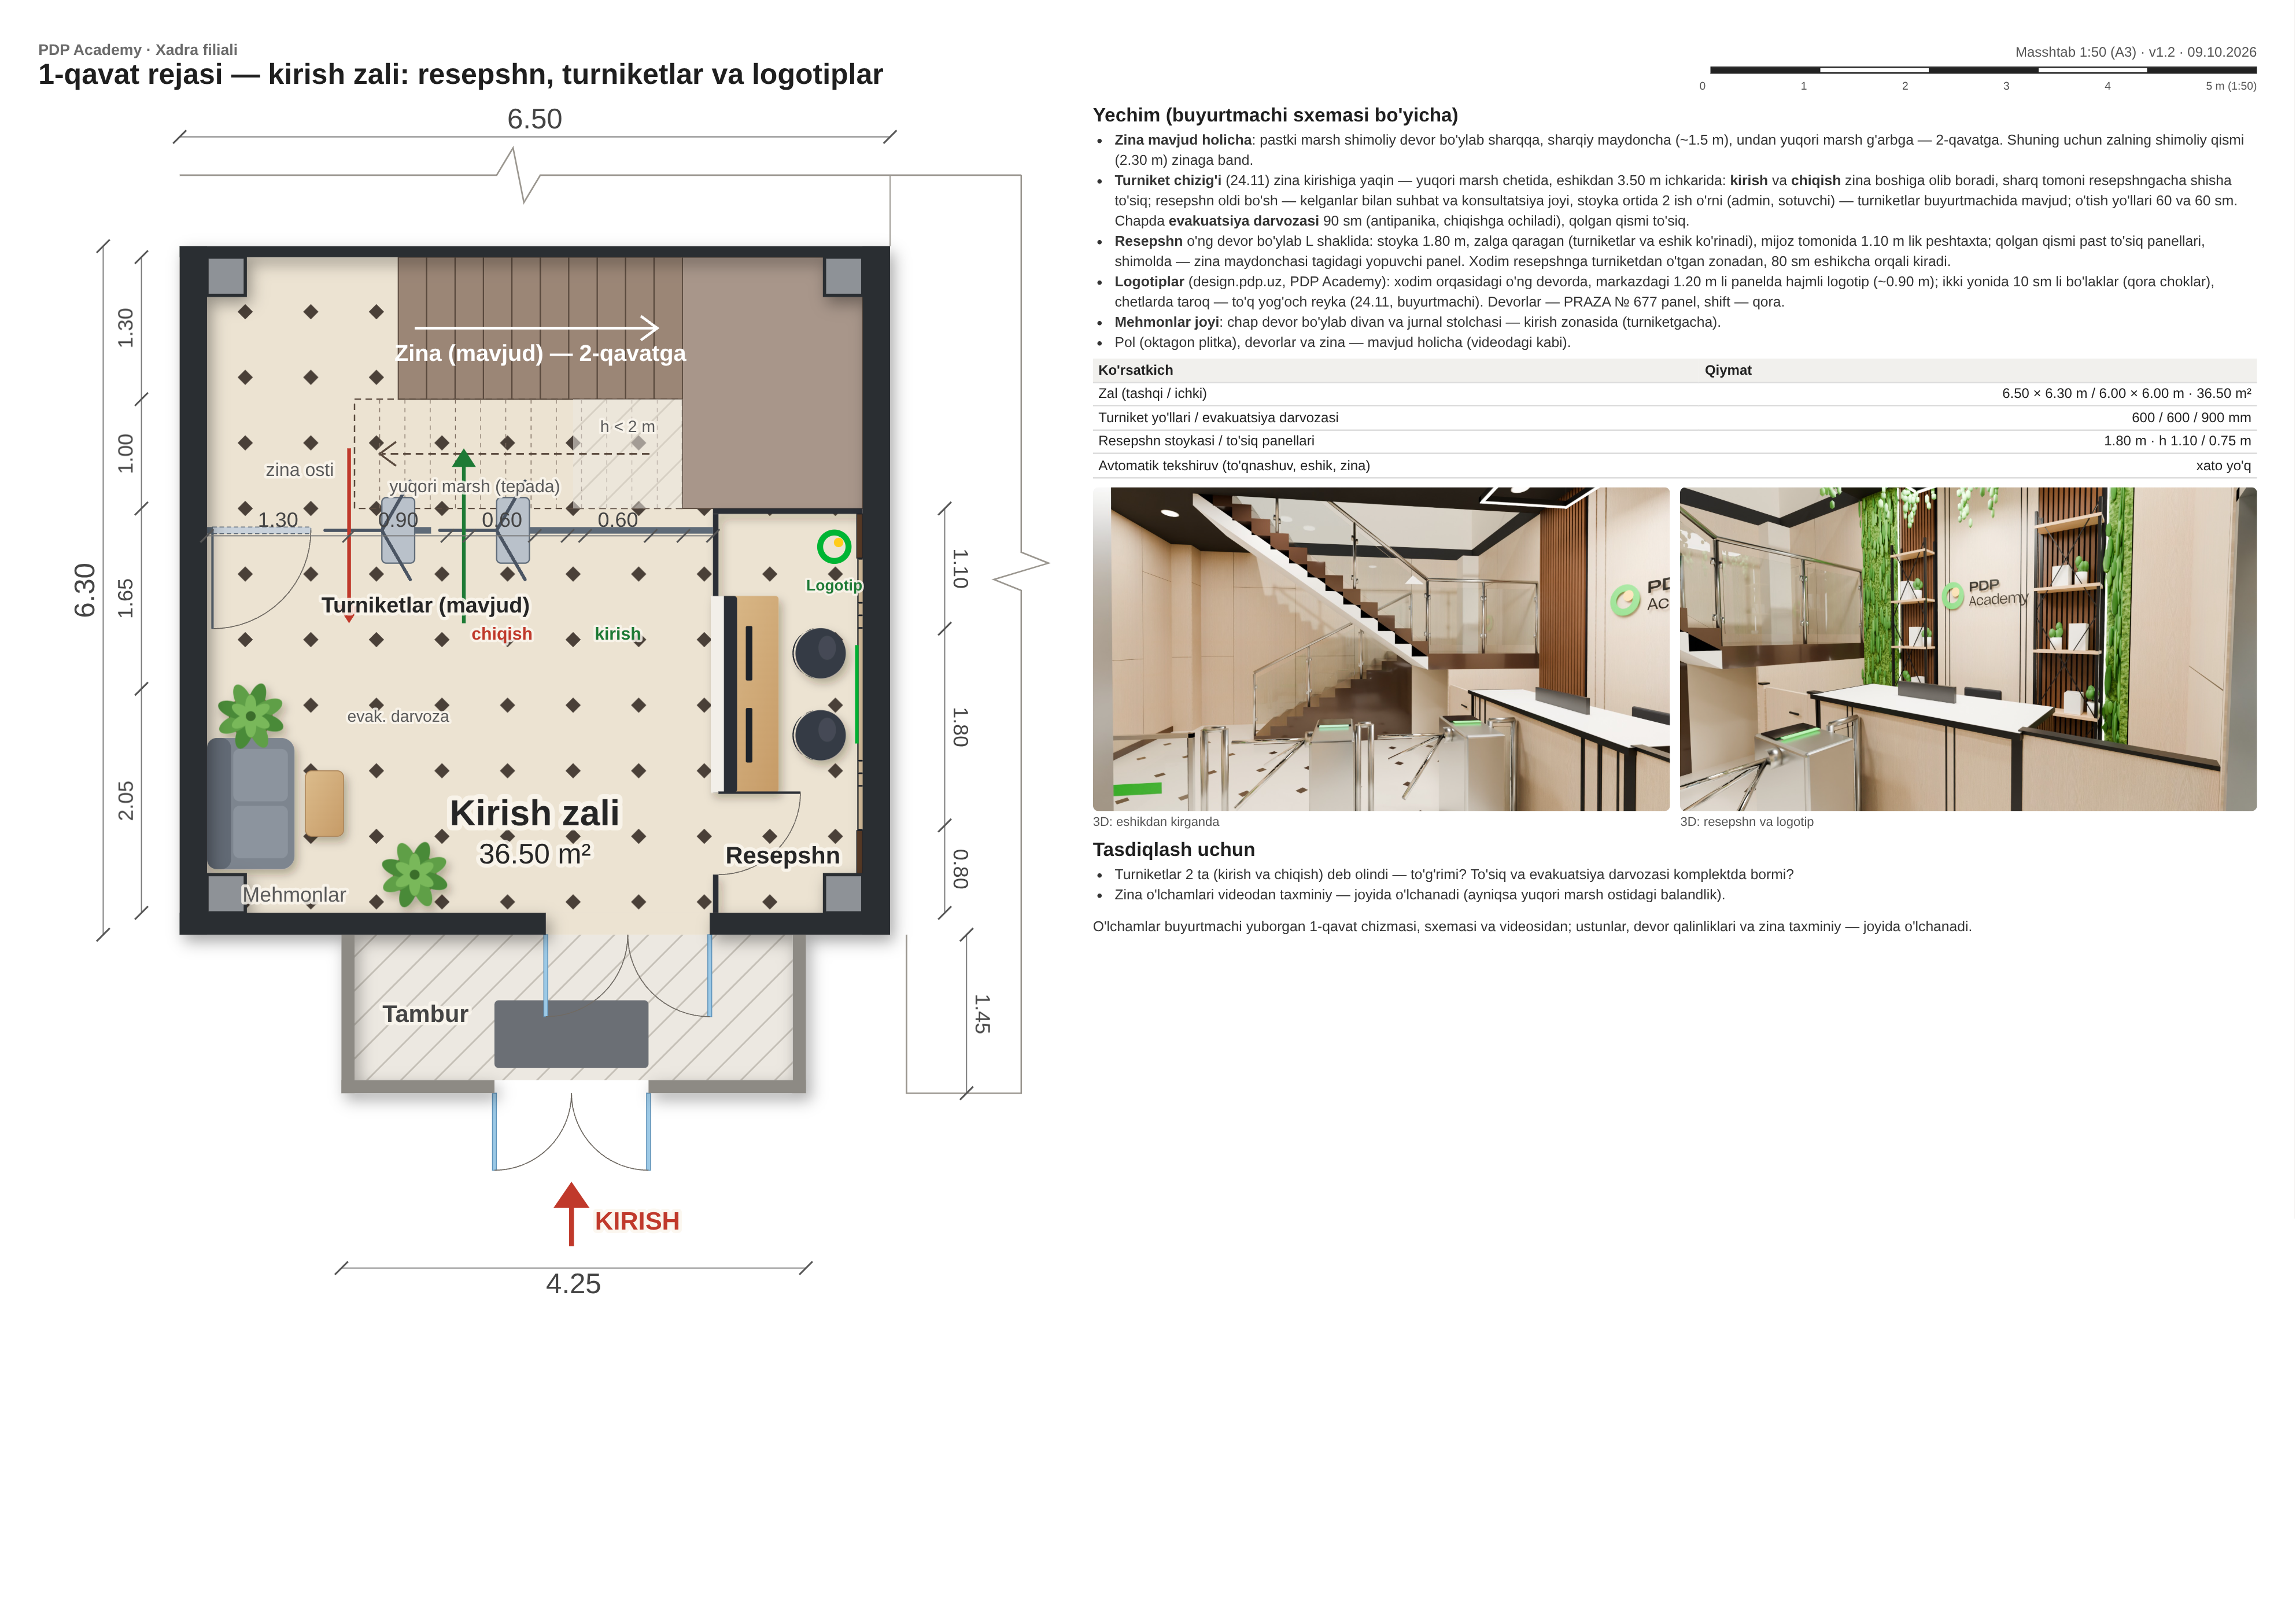 PDP Academy · Xadra filiali
1-qavat rejasi — kirish zali: resepshn, turniketlar va logotiplar
Masshtab 1:50 (A3) · v1.2 · 09.10.2026
0 1 2 3 4 5 m (1:50)
6.50
6.30
1.30
1.00
1.65
2.05
Zina (mavjud) — 2-qavatga
h < 2 m
zina osti
yuqori marsh (tepada)
1.30 0.90 0.60 0.60
Logotip
Turniketlar (mavjud)
chiqish kirish
evak. darvoza
Kirish zali
36.50 m²
Resepshn
Mehmonlar
1.10
1.80
0.80
1.45
Tambur
KIRISH
4.25
Yechim (buyurtmachi sxemasi bo'yicha)
• Zina mavjud holicha: pastki marsh shimoliy devor bo'ylab sharqqa, sharqiy maydoncha (~1.5 m), undan yuqori marsh g'arbga — 2-qavatga. Shuning uchun zalning shimoliy qismi
(2.30 m) zinaga band.
• Turniket chizig'i (24.11) zina kirishiga yaqin — yuqori marsh chetida, eshikdan 3.50 m ichkarida: kirish va chiqish zina boshiga olib boradi, sharq tomoni resepshngacha shisha
to'siq; resepshn oldi bo'sh — kelganlar bilan suhbat va konsultatsiya joyi, stoyka ortida 2 ish o'rni (admin, sotuvchi) — turniketlar buyurtmachida mavjud; o'tish yo'llari 60 va 60 sm.
Chapda evakuatsiya darvozasi 90 sm (antipanika, chiqishga ochiladi), qolgan qismi to'siq.
• Resepshn o'ng devor bo'ylab L shaklida: stoyka 1.80 m, zalga qaragan (turniketlar va eshik ko'rinadi), mijoz tomonida 1.10 m lik peshtaxta; qolgan qismi past to'siq panellari,
shimolda — zina maydonchasi tagidagi yopuvchi panel. Xodim resepshnga turniketdan o'tgan zonadan, 80 sm eshikcha orqali kiradi.
• Logotiplar (design.pdp.uz, PDP Academy): xodim orqasidagi o'ng devorda, markazdagi 1.20 m li panelda hajmli logotip (~0.90 m); ikki yonida 10 sm li bo'laklar (qora choklar),
chetlarda taroq — to'q yog'och reyka (24.11, buyurtmachi). Devorlar — PRAZA № 677 panel, shift — qora.
• Mehmonlar joyi: chap devor bo'ylab divan va jurnal stolchasi — kirish zonasida (turniketgacha).
• Pol (oktagon plitka), devorlar va zina — mavjud holicha (videodagi kabi).
Ko'rsatkich Qiymat
Zal (tashqi / ichki) 6.50 × 6.30 m / 6.00 × 6.00 m · 36.50 m²
Turniket yo'llari / evakuatsiya darvozasi 600 / 600 / 900 mm
Resepshn stoykasi / to'siq panellari 1.80 m · h 1.10 / 0.75 m
Avtomatik tekshiruv (to'qnashuv, eshik, zina) xato yo'q
PD
Ac
PDP
Academy
3D: eshikdan kirganda
3D: resepshn va logotip
Tasdiqlash uchun
• Turniketlar 2 ta (kirish va chiqish) deb olindi — to'g'rimi? To'siq va evakuatsiya darvozasi komplektda bormi?
• Zina o'lchamlari videodan taxminiy — joyida o'lchanadi (ayniqsa yuqori marsh ostidagi balandlik).
O'lchamlar buyurtmachi yuborgan 1-qavat chizmasi, sxemasi va videosidan; ustunlar, devor qalinliklari va zina taxminiy — joyida o'lchanadi.